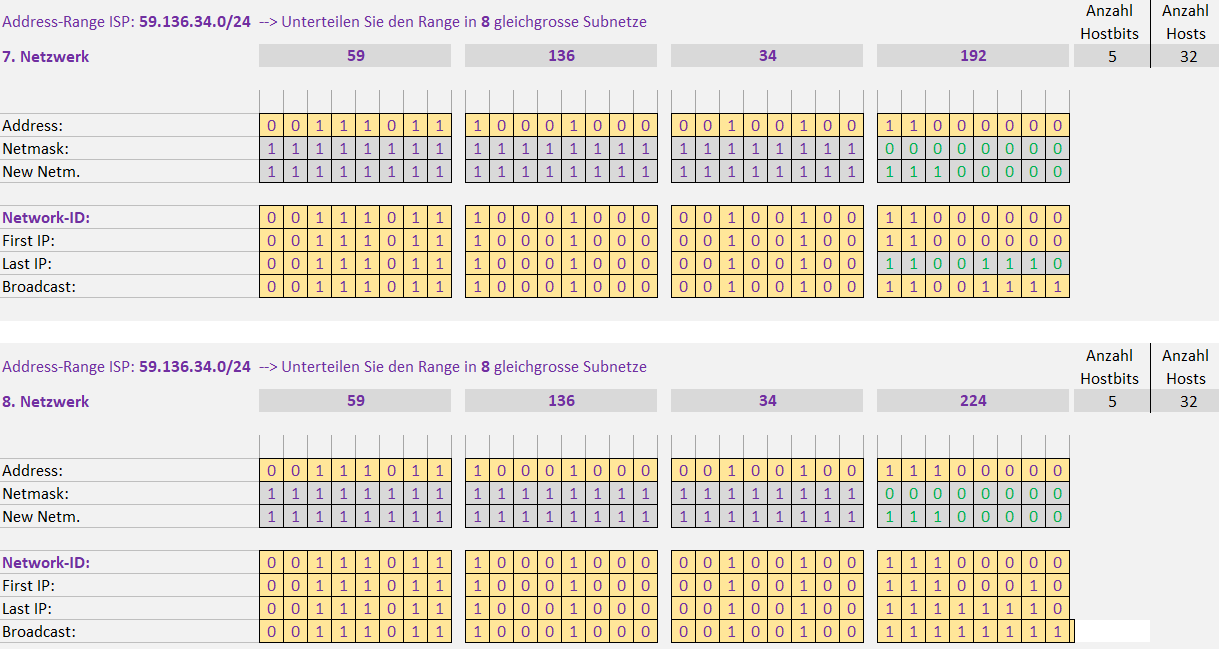 Address-Range ISP: 59.136.34.0/24 --> Unterteilen Sie den Range in 8 gleichgrosse Subnetze Anzahl Hostbits Anzahl Hosts
7. Netzwerk 59 136 34 192 5 32
Address: 0 0 1 1 1 0 1 1 1 0 0 0 1 0 0 0 0 0 1 0 0 1 0 0 1 1 0 0 0 0 0 0
Netmask: 1 1 1 1 1 1 1 1 1 1 1 1 1 1 1 1 1 1 1 1 1 1 1 1 0 0 0 0 0 0 0 0
New Netm. 1 1 1 1 1 1 1 1 1 1 1 1 1 1 1 1 1 1 1 1 1 1 1 1 1 1 1 0 0 0 0 0
Network-ID: 0 0 1 1 1 0 1 1 1 0 0 0 1 0 0 0 0 0 1 0 0 1 0 0 1 1 0 0 0 0 0 0
First IP: 0 0 1 1 1 0 1 1 1 0 0 0 1 0 0 0 0 0 1 0 0 1 0 0 1 1 0 0 0 0 0 0
Last IP: 0 0 1 1 1 0 1 1 1 0 0 0 1 0 0 0 0 0 1 0 0 1 0 0 1 1 0 0 1 1 1 0
Broadcast: 0 0 1 1 1 0 1 1 1 0 0 0 1 0 0 0 0 0 1 0 0 1 0 0 1 1 0 0 1 1 1 1
Address-Range ISP: 59.136.34.0/24 --> Unterteilen Sie den Range in 8 gleichgrosse Subnetze Anzahl Hostbits Anzahl Hosts
8. Netzwerk 59 136 34 224 5 32
Address: 0 0 1 1 1 0 1 1 1 0 0 0 1 0 0 0 0 0 1 0 0 1 0 0 1 1 1 0 0 0 0 0
Netmask: 1 1 1 1 1 1 1 1 1 1 1 1 1 1 1 1 1 1 1 1 1 1 1 1 0 0 0 0 0 0 0 0
New Netm. 1 1 1 1 1 1 1 1 1 1 1 1 1 1 1 1 1 1 1 1 1 1 1 1 1 1 1 0 0 0 0 0
Network-ID: 0 0 1 1 1 0 1 1 1 0 0 0 1 0 0 0 0 0 1 0 0 1 0 0 1 1 1 0 0 0 0 0
First IP: 0 0 1 1 1 0 1 1 1 0 0 0 1 0 0 0 0 0 1 0 0 1 0 0 1 1 1 0 0 0 1 0
Last IP: 0 0 1 1 1 0 1 1 1 0 0 0 1 0 0 0 0 0 1 0 0 1 0 0 1 1 1 1 1 1 1 0
Broadcast: 0 0 1 1 1 0 1 1 1 0 0 0 1 0 0 0 0 0 1 0 0 1 0 0 1 1 1 1 1 1 1 1